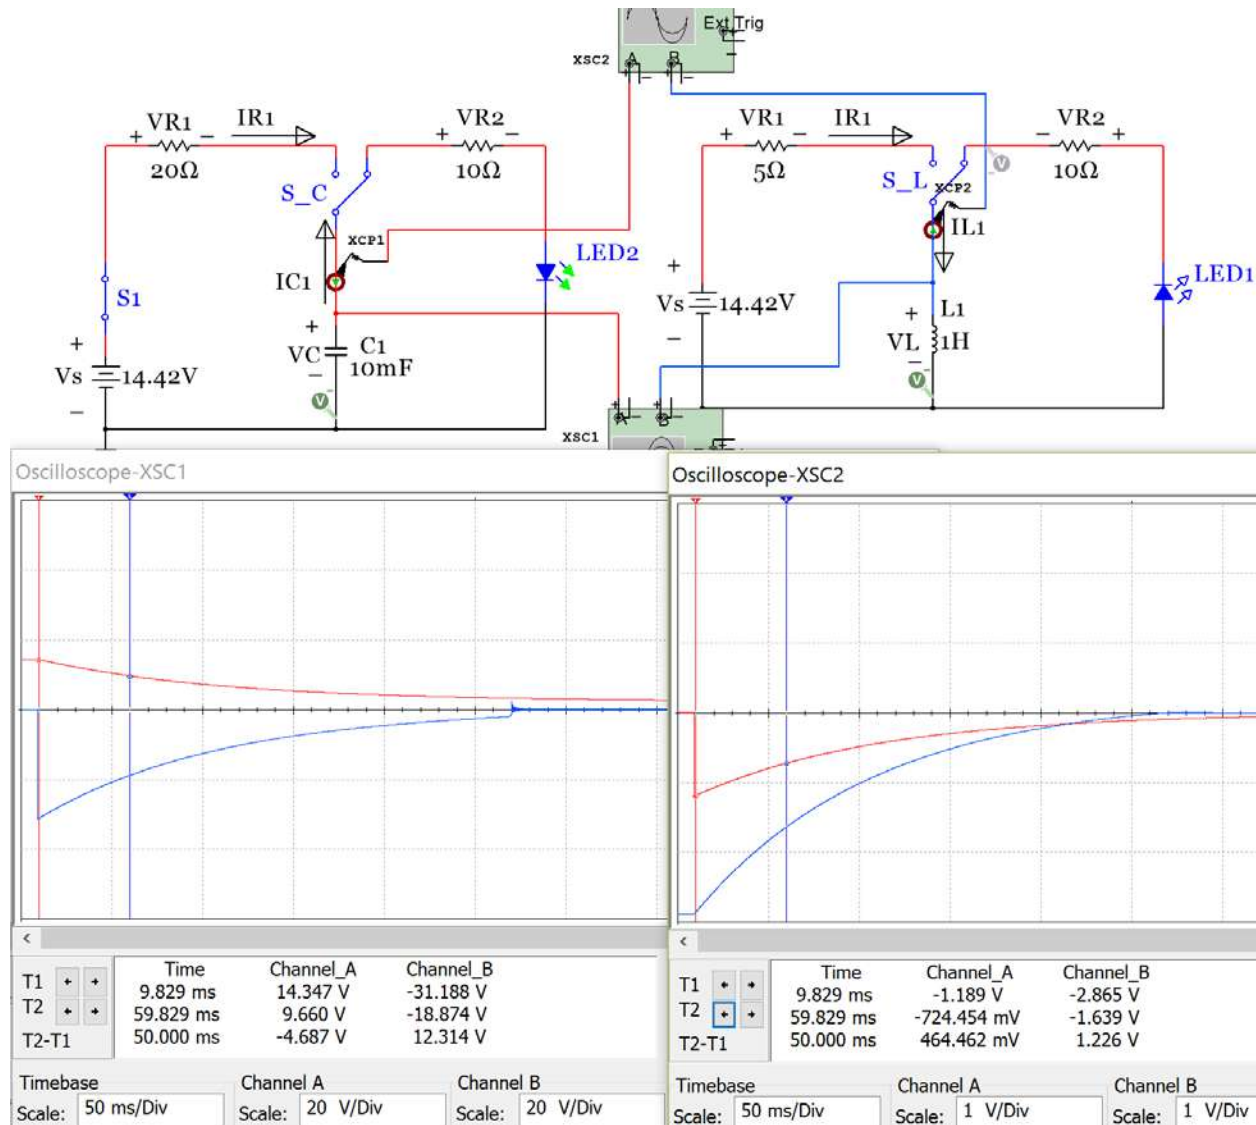 Ext Trig
XSC2
A
B
VR1
IR1
VR2
+
−
+
−
20Ω
10Ω
S_C
XCP1
IC1
LED2
S1
+
Vs
14.42V
−
+
VC
C1
10mF
−
V
VR1
IR1
VR2
+
−
−
+
5Ω
10Ω
S_L
XCP2
V
IL1
LED1
+
Vs
14.42V
−
+
L1
VL
1H
−
V
XSC1
A
B
Oscilloscope-XSC1
Time Channel_A Channel_B
T1 9.829 ms 14.347 V -31.188 V
T2 59.829 ms 9.660 V -18.874 V
T2-T1 50.000 ms -4.687 V 12.314 V
Timebase Channel A Channel B
Scale: 50 ms/Div Scale: 20 V/Div Scale: 20 V/Div
Oscilloscope-XSC2
Time Channel_A Channel_B
T1 9.829 ms -1.189 V -2.865 V
T2 59.829 ms -724.454 mV -1.639 V
T2-T1 50.000 ms 464.462 mV 1.226 V
Timebase Channel A Channel B
Scale: 50 ms/Div Scale: 1 V/Div Scale: 1 V/Div